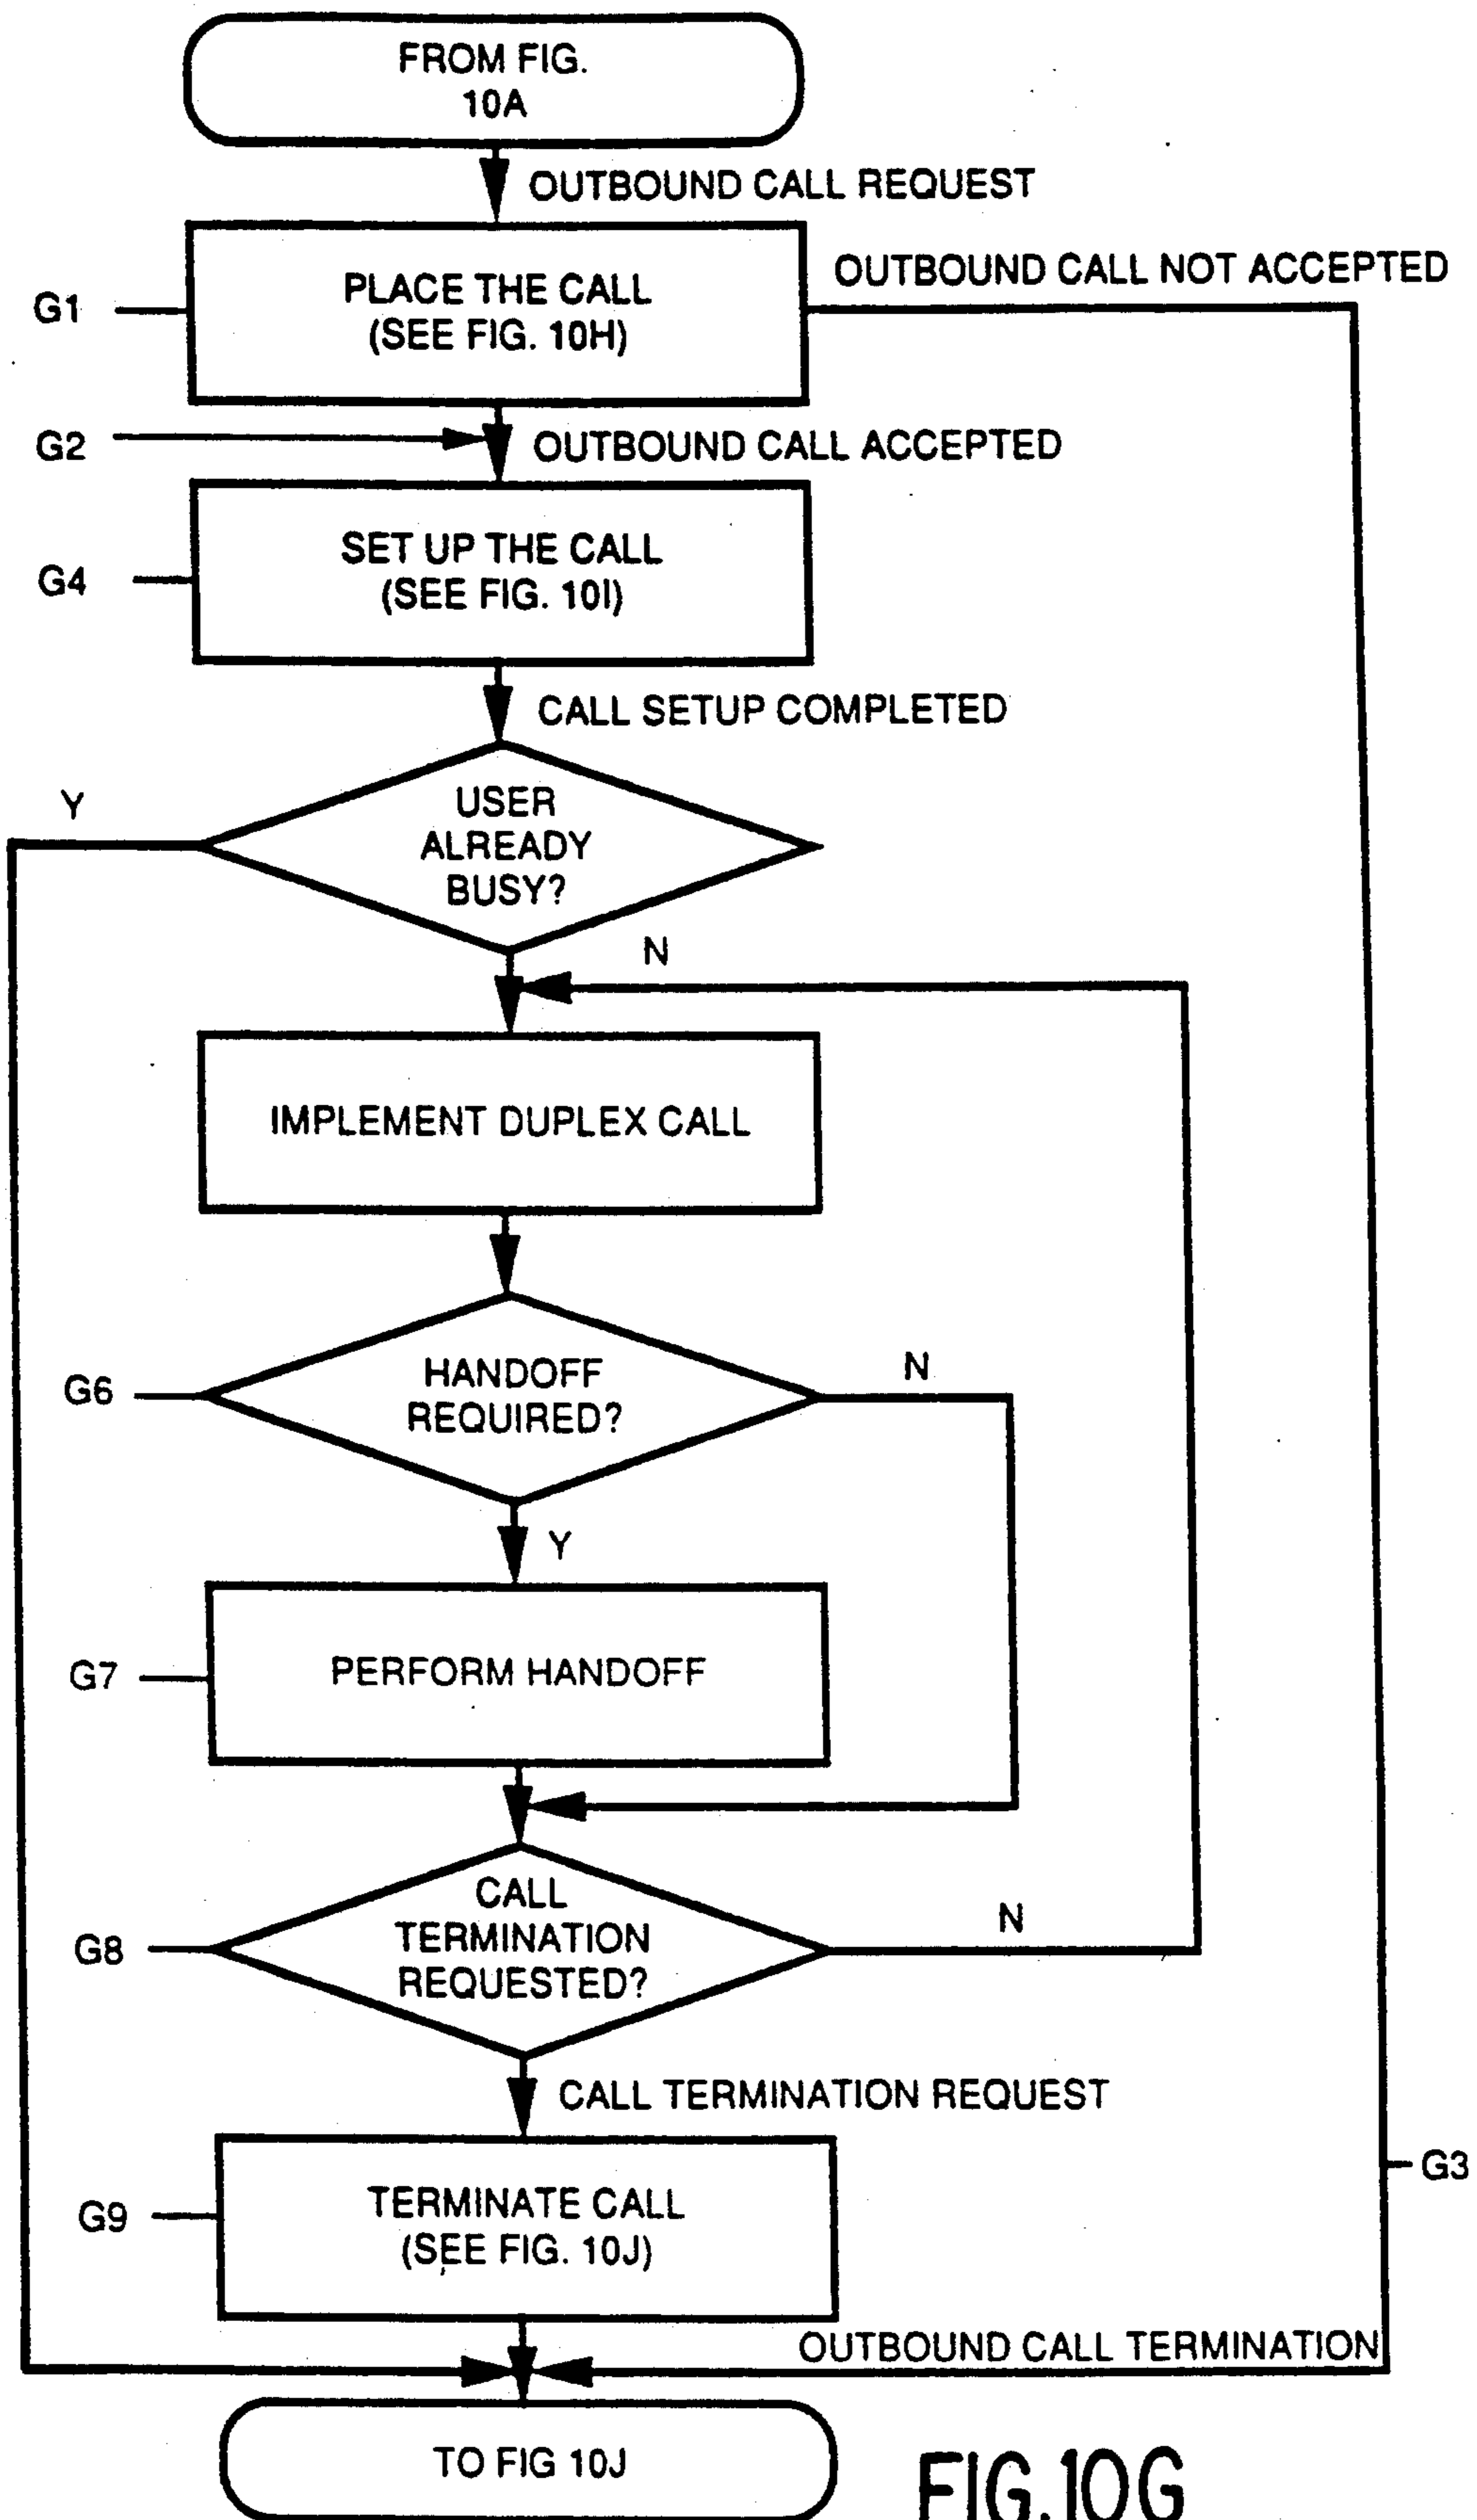 FROM FIG.
10A
OUTBOUND CALL REQUEST
OUTBOUND CALL NOT ACCEPTED
G1
PLACE THE CALL
(SEE FIG. 10H)
G2
OUTBOUND CALL ACCEPTED
G4
SET UP THE CALL
(SEE FIG. 10I)
CALL SETUP COMPLETED
Y
USER
ALREADY
BUSY?
N
IMPLEMENT DUPLEX CALL
G6
HANDOFF
REQUIRED?
N
Y
G7
PERFORM HANDOFF
G8
CALL
TERMINATION
REQUESTED?
N
CALL TERMINATION REQUEST
G3
G9
TERMINATE CALL
(SEE FIG. 10J)
OUTBOUND CALL TERMINATION
TO FIG 10J
FIG.10G